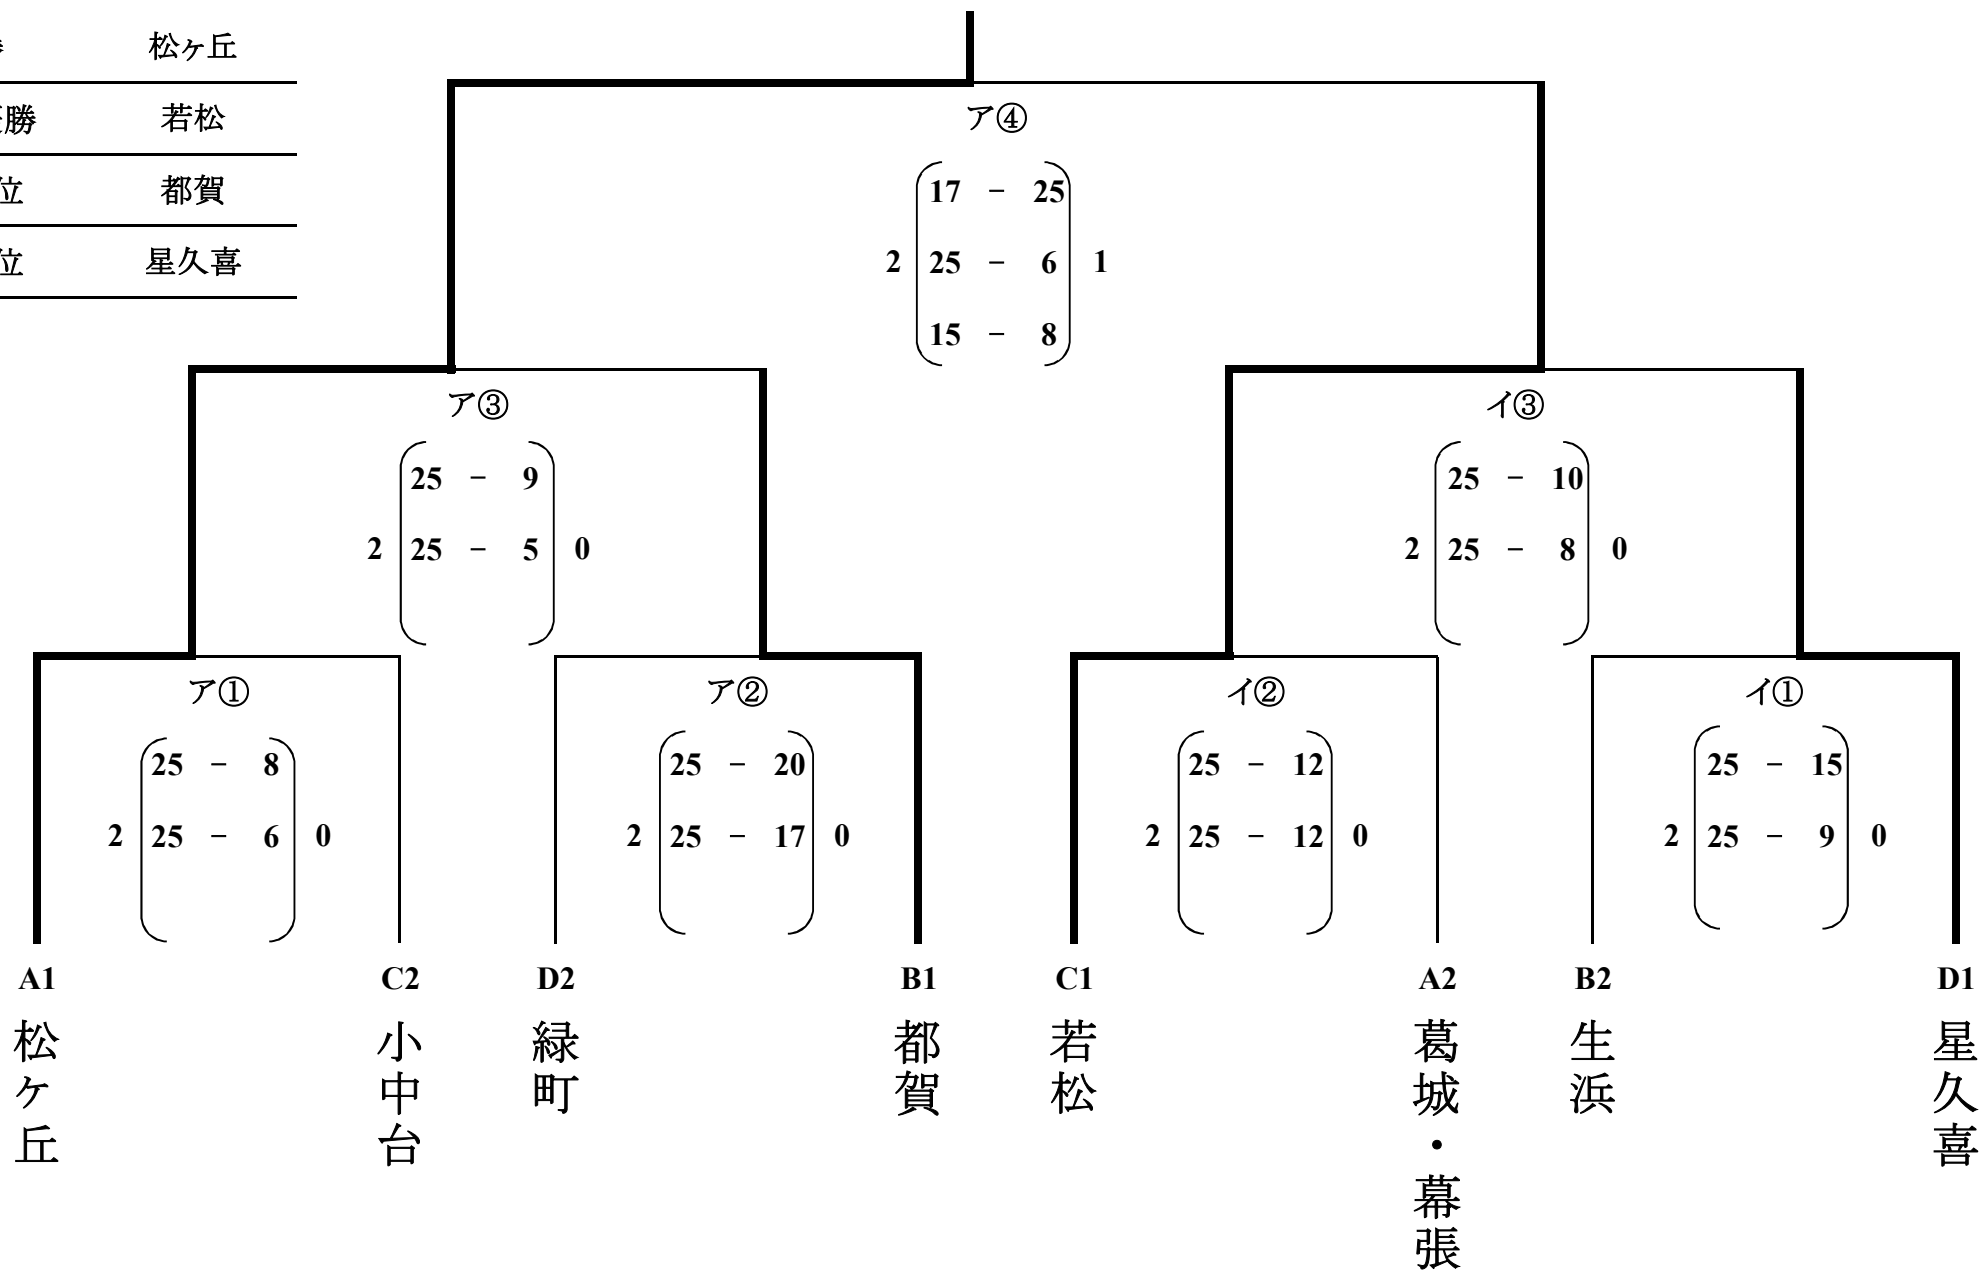 松ヶ丘
勝 若松
位 都賀
位 星久喜
ア④
17 － 25
2 25 － 6 1
15 － 8
ア③ イ③
25 － 9 25 － 10
2 25 － 5 0 2 25 － 8 0
ア① ア② イ② イ①
25 － 8 25 － 20 25 － 12 25 － 15
2 25 － 6 0 2 25 － 17 0 2 25 － 12 0 2 25 － 9 0
A1 C2 D2 B1 C1 A2 B2 D1
松ヶ丘
小中台
緑町
都賀
若松
葛城・幕張
生浜
星久喜